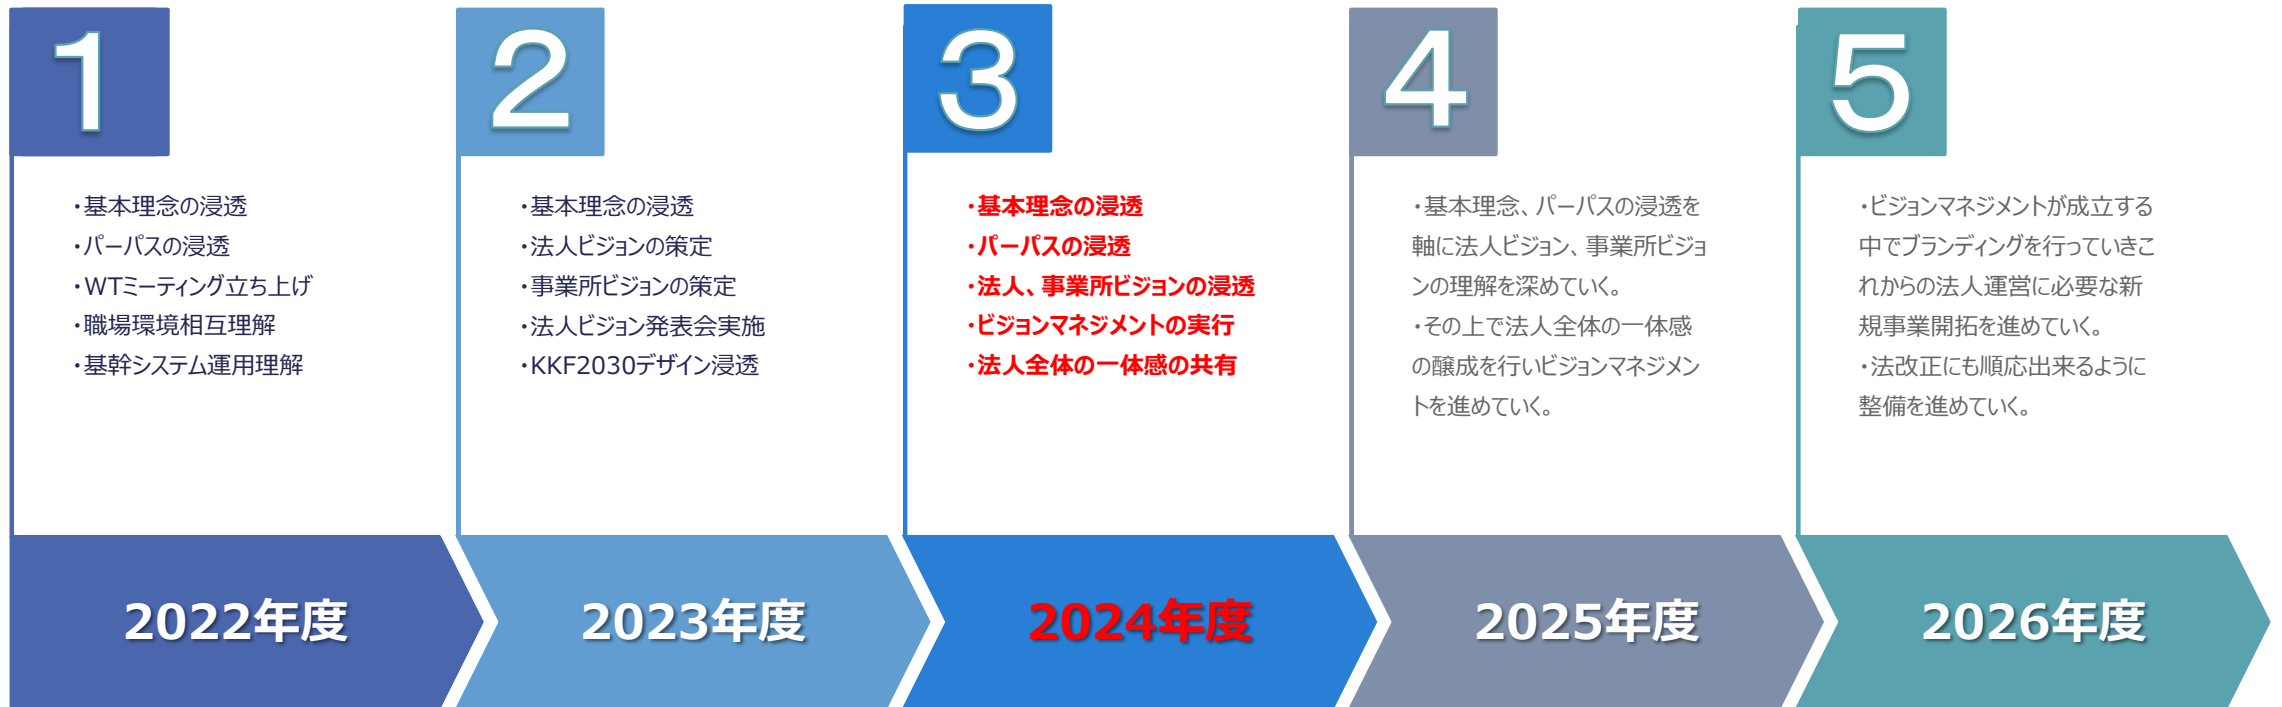 1
・基本理念の浸透
・パーパスの浸透
・WTミーティング立ち上げ
・職場環境相互理解
・基幹システム運用理解
2022年度
2
・基本理念の浸透
・法人ビジョンの策定
・事業所ビジョンの策定
・法人ビジョン発表会実施
・KKF2030デザイン浸透
2023年度
3
・基本理念の浸透
・パーパスの浸透
・法人、事業所ビジョンの浸透
・ビジョンマネジメントの実行
・法人全体の一体感の共有
2024年度
4
・基本理念、パーパスの浸透を
軸に法人ビジョン、事業所ビジョ
ンの理解を深めていく。
・その上で法人全体の一体感
の醸成を行いビジョンマネジメン
トを進めていく。
2025年度
5
・ビジョンマネジメントが成立する
中でブランディングを行っていきこ
れからの法人運営に必要な新
規事業開拓を進めていく。
・法改正にも順応出来るように
整備を進めていく。
2026年度